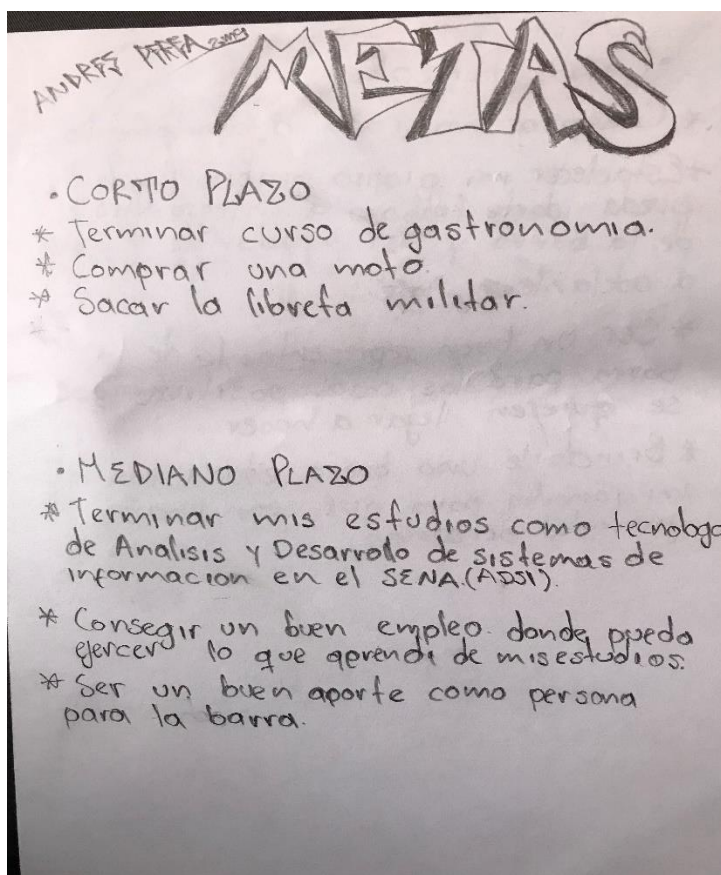 ANDRES PEREA
METAS
· CORTO PLAZO
* Terminar curso de gastronomia.
* Comprar una moto.
* Sacar la libreta militar.
· MEDIANO PLAZO
* Terminar mis estudios como tecnologo
de Analisis y Desarrolo de sistemas de
informacion en el SENA.(ADSI).
* Consegir un buen empleo donde pueda
ejercer lo que aprendi de mis estudios.
* Ser un buen aporte como persona
para la barra.